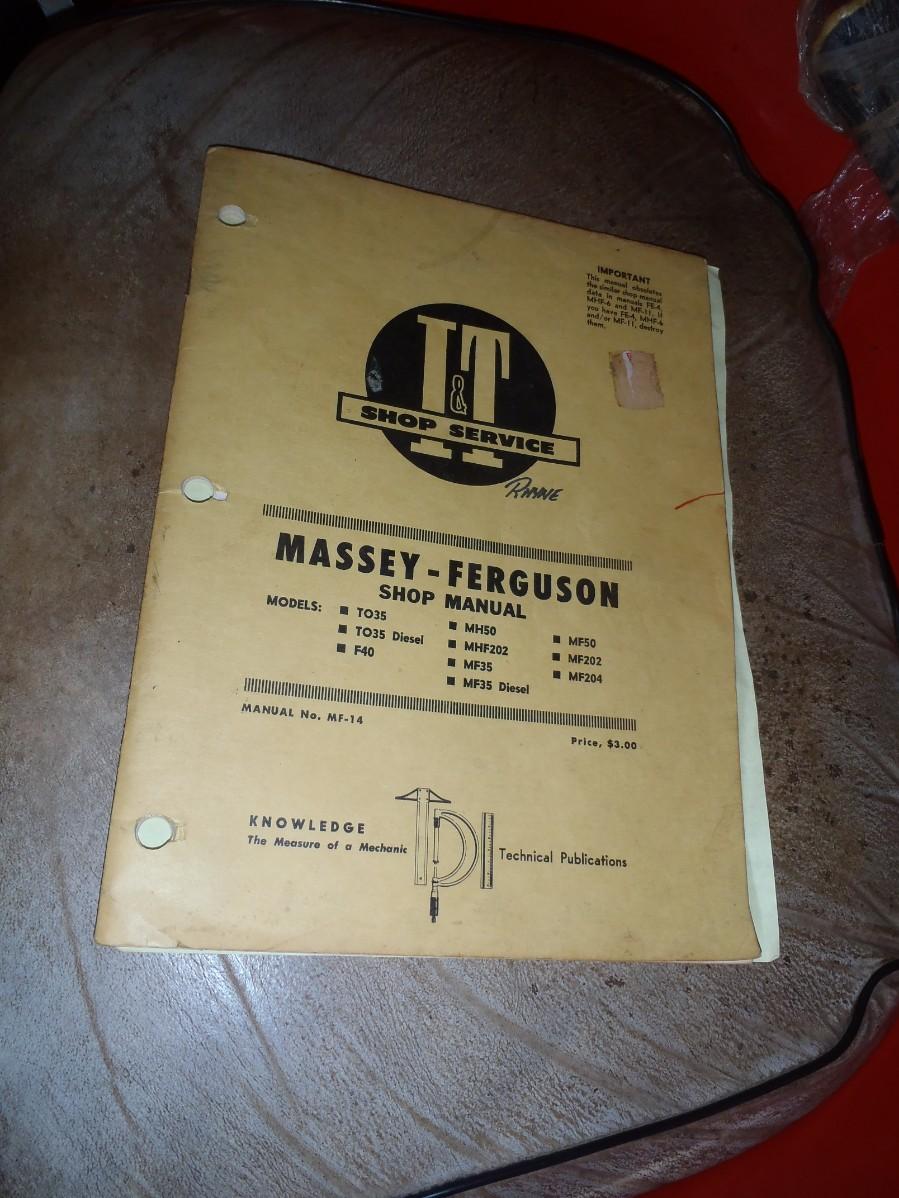 IMPORTANT
This manual obsoletes
the similar shop manual
data in manuals FE-4,
MHF-6 and MF-11. If
you have FE-4, MHF-6
and/or MF-11, destroy
them.
I&T
SHOP SERVICE
MASSEY-FERGUSON
SHOP MANUAL
MODELS:
TO35
TO35 Diesel
F40
MH50
MHF202
MF35
MF35 Diesel
MF50
MF202
MF204
MANUAL No. MF-14
Price, $3.00
KNOWLEDGE
The Measure of a Mechanic
Technical Publications